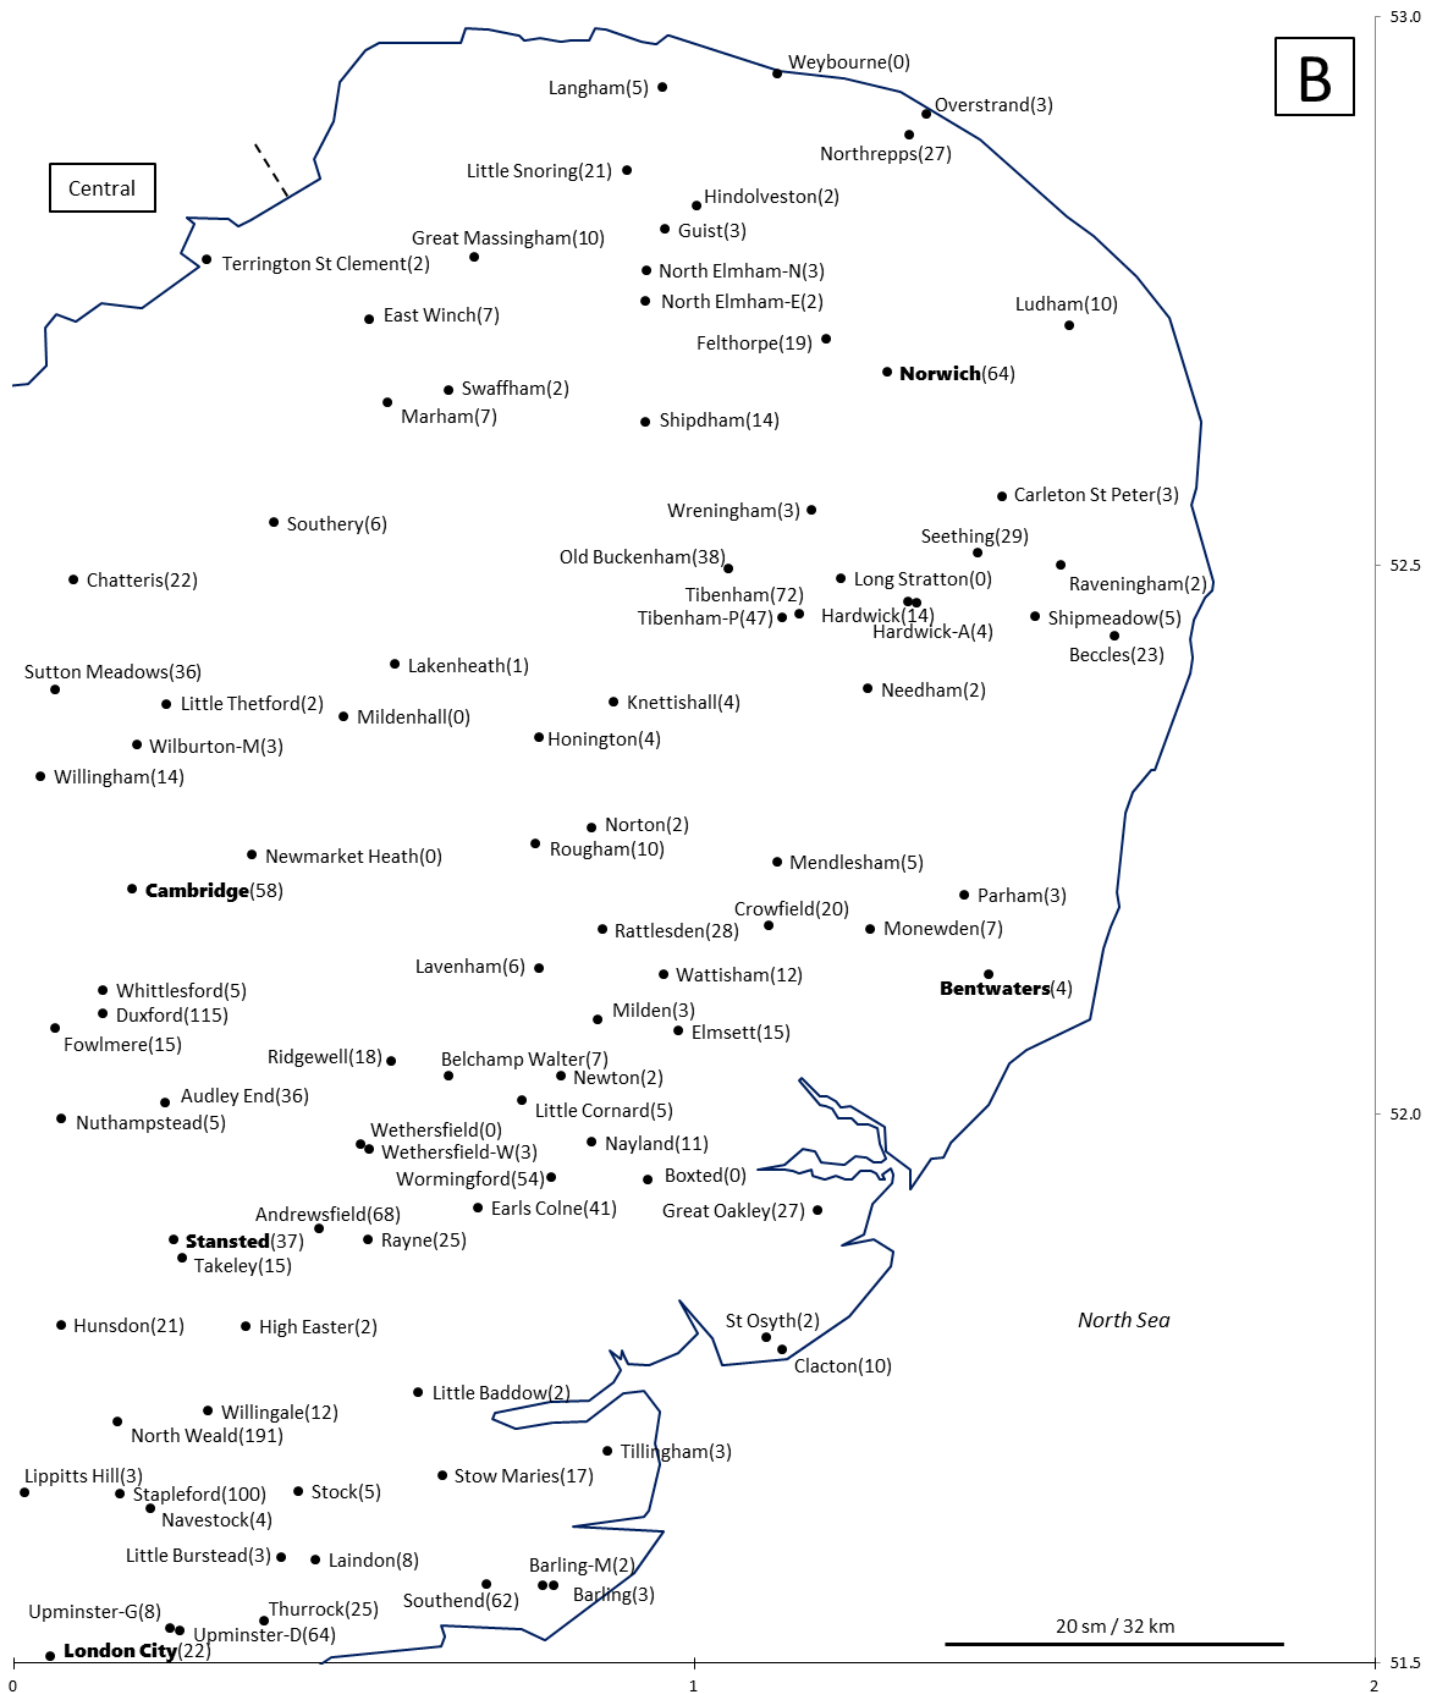 53.0
B
Weybourne(0)
Langham(5)
Overstrand(3)
Northrepps(27)
Little Snoring(21)
Central
Hindolveston(2)
Guist(3)
Great Massingham(10)
Terrington St Clement(2)
North Elmham-N(3)
North Elmham-E(2)
Ludham(10)
East Winch(7)
Felthorpe(19)
Norwich(64)
Swaffham(2)
Marham(7)
Shipdham(14)
Carleton St Peter(3)
Wreningham(3)
Southery(6)
Seething(29)
Old Buckenham(38)
52.5
Chatteris(22)
Long Stratton(0)
Raveningham(2)
Tibenham(72)
Tibenham-P(47)
Hardwick(14)
Shipmeadow(5)
Hardwick-A(4)
Beccles(23)
Lakenheath(1)
Sutton Meadows(36)
Needham(2)
Little Thetford(2)
Knettishall(4)
Mildenhall(0)
Honington(4)
Wilburton-M(3)
Willingham(14)
Norton(2)
Rougham(10)
Newmarket Heath(0)
Mendlesham(5)
Cambridge(58)
Parham(3)
Crowfield(20)
Rattlesden(28)
Monewden(7)
Lavenham(6)
Wattisham(12)
Bentwaters(4)
Whittlesford(5)
Duxford(115)
Milden(3)
Elmsett(15)
Fowlmere(15)
Ridgewell(18)
Belchamp Walter(7)
Newton(2)
Audley End(36)
Little Cornard(5)
52.0
Nuthampstead(5)
Wethersfield(0)
Wethersfield-W(3)
Nayland(11)
Wormingford(54)
Boxted(0)
Earls Colne(41)
Great Oakley(27)
Andrewsfield(68)
Stansted(37)
Rayne(25)
Takeley(15)
Hunsdon(21)
High Easter(2)
St Osyth(2)
North Sea
Clacton(10)
Little Baddow(2)
Willingale(12)
North Weald(191)
Tillingham(3)
Lippitts Hill(3)
Stow Maries(17)
Stapleford(100)
Stock(5)
Navestock(4)
Little Burstead(3)
Laindon(8)
Barling-M(2)
Barling(3)
Southend(62)
Upminster-G(8)
Thurrock(25)
Upminster-D(64)
London City(22)
20 sm / 32 km
51.5
0
1
2